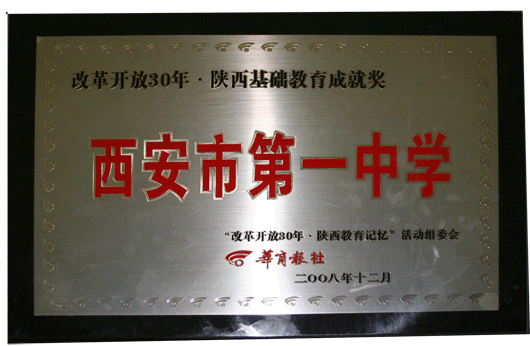 改革开放30年·陕西基础教育成就奖
西安市第一中学
“改革开放30年·陕西教育记忆”活动组委会
華商报社
二〇〇八年十二月